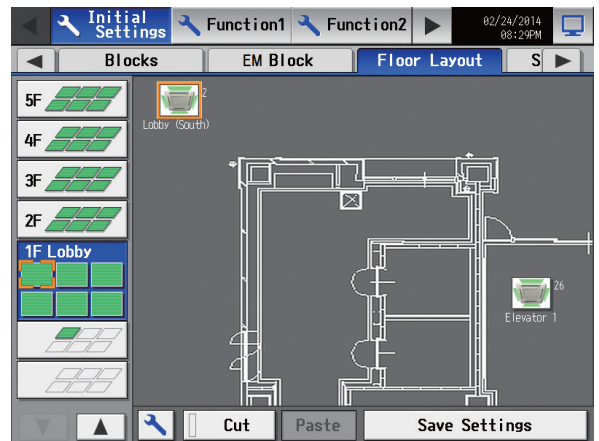 Initial
Settings
Function1
Function2
02/24/2014
08:29PM
Blocks
EM Block
Floor Layout
S
5F
4F
3F
2F
1F Lobby
2
Lobby (South)
26
Elevator 1
Cut
Paste
Save Settings